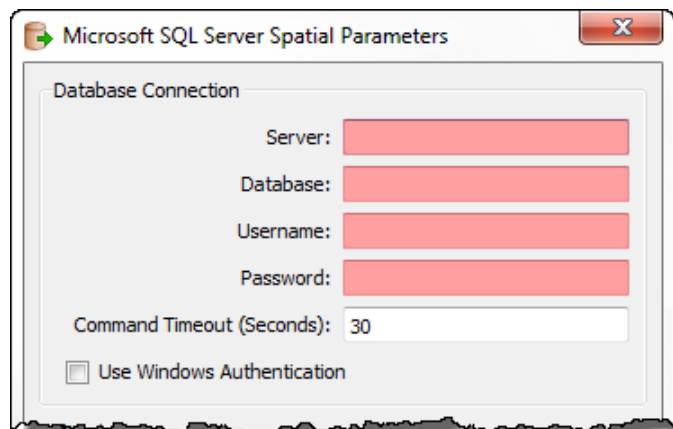 Microsoft SQL Server Spatial Parameters
Database Connection
Server:
Database:
Username:
Password:
Command Timeout (Seconds): 30
Use Windows Authentication